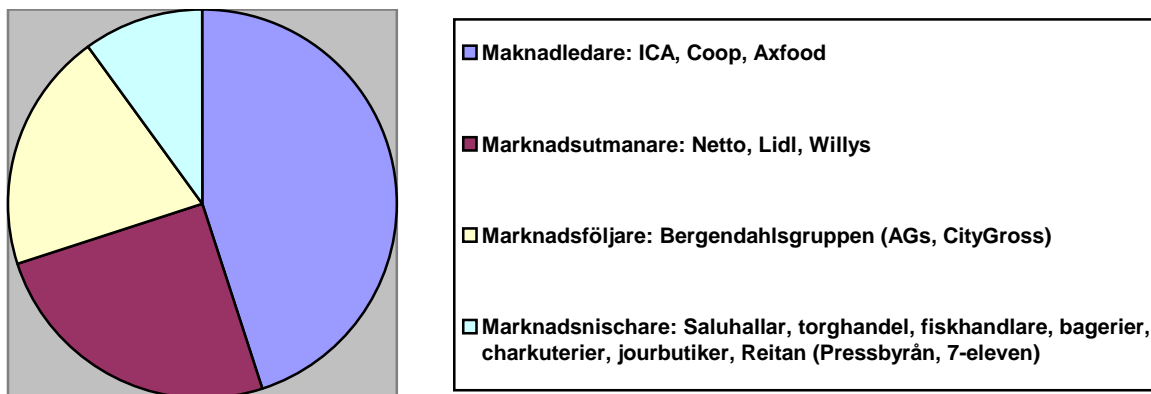 Maknadledare: ICA, Coop, Axfood
Marknadsutmanare: Netto, Lidl, Willys
Marknadsföljare: Bergendahlsgruppen (AGs, CityGross)
Marknadsnischare: Saluhallar, torghandel, fiskhandlare, bagerier,
charkuterier, jourbutiker, Reitan (Pressbyrån, 7-eleven)